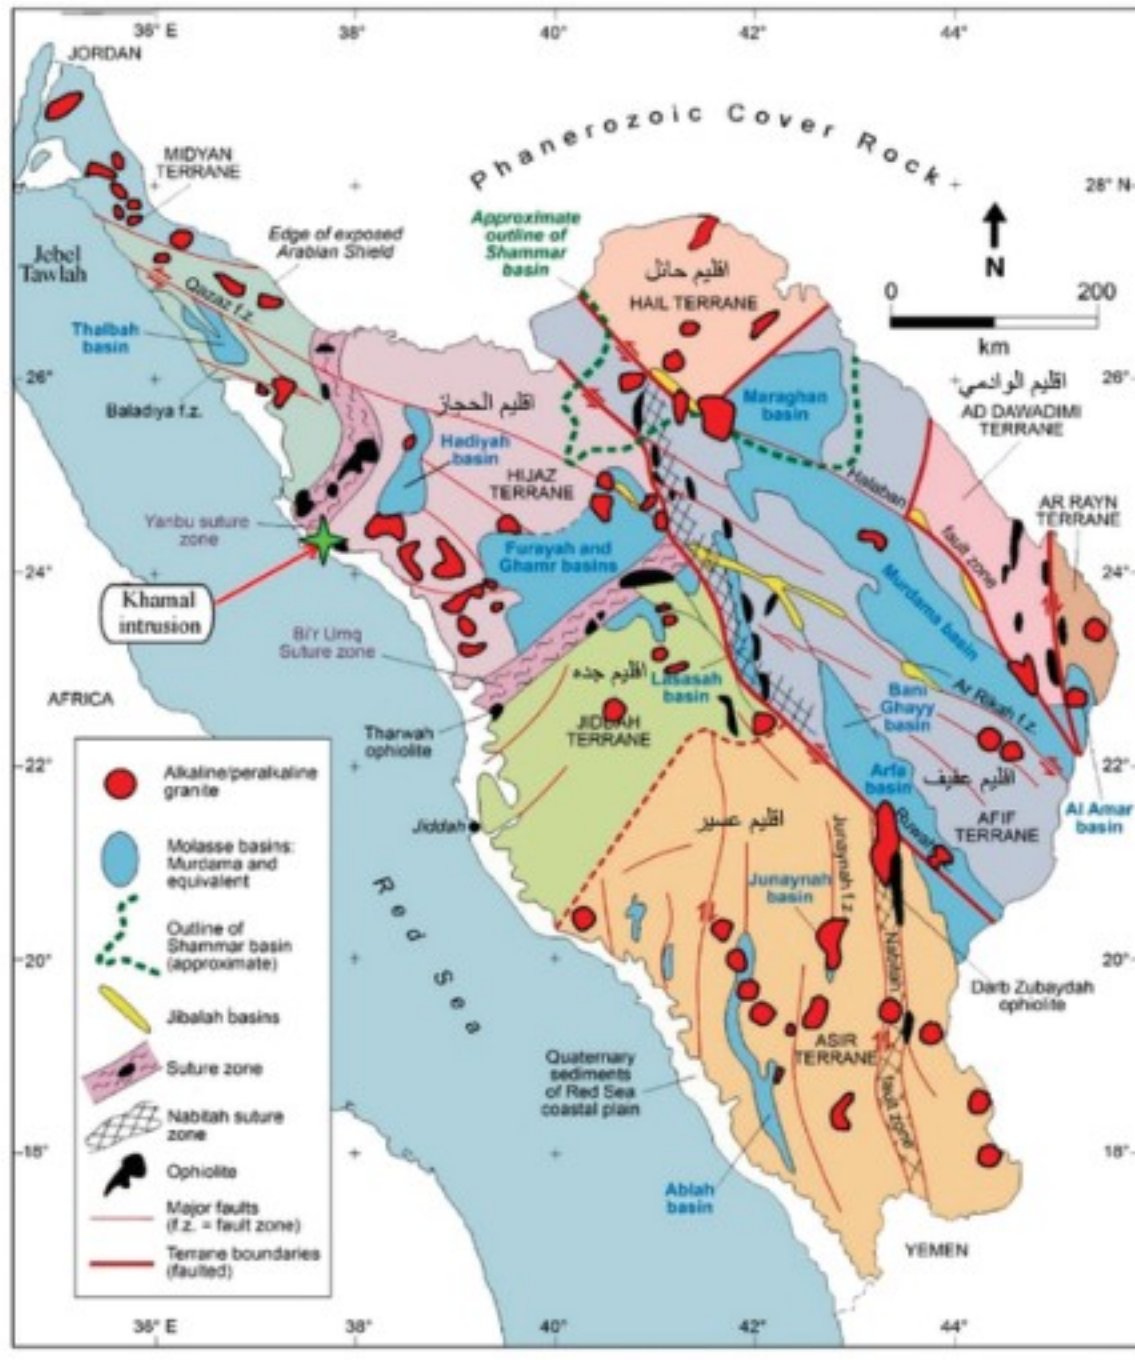 36° E
38°
40°
42°
44°
JORDAN
MIDYAN
TERRANE
Phanerozoic Cover Rock
28° N
Jebel
Tawlah
Edge of exposed
Arabian Shield
Approximate
outline of
Shammar
basin
اقليم حائل
HAIL TERRANE
N
0
200
km
Qazaz f.z.
Thalbah
basin
26°
26°
Baladiya f.z.
اقليم الحجاز
Hadiyah
basin
HIJAZ
TERRANE
Maraghan
basin
اقليم الوادمي
AD DAWADIMI
TERRANE
Halaban
fault zone
AR RAYN
TERRANE
Yanbu suture
zone
24°
24°
Furayah and
Ghamr basins
Murdama basin
Khamal
intrusion
Bi'r Umq
Suture zone
اقليم جده
Lasasah
basin
Bani
Ghayy
basin
Ar Rikah f.z.
AFRICA
Tharwah
ophiolite
JIDDAH
TERRANE
22°
22°
Arfa
basin
اقليم عفيف
AFIF
TERRANE
Al Amar
basin
Jiddah
اقليم عسير
Ruwah
Junaynah f.z.
Junaynah
basin
Red Sea
20°
20°
Nabitah
fault zone
Darb Zubaydah
ophiolite
ASIR
TERRANE
Quaternary
sediments
of Red Sea
coastal plain
18°
18°
Ablah
basin
YEMEN
Alkaline/peralkaline
granite
Molasse basins:
Murdama and
equivalent
Outline of
Shammar basin
(approximate)
Jibalah basins
Suture zone
Nabitah suture
zone
Ophiolite
Major faults
(f.z. = fault zone)
Terrane boundaries
(faulted)
36° E
38°
40°
42°
44°